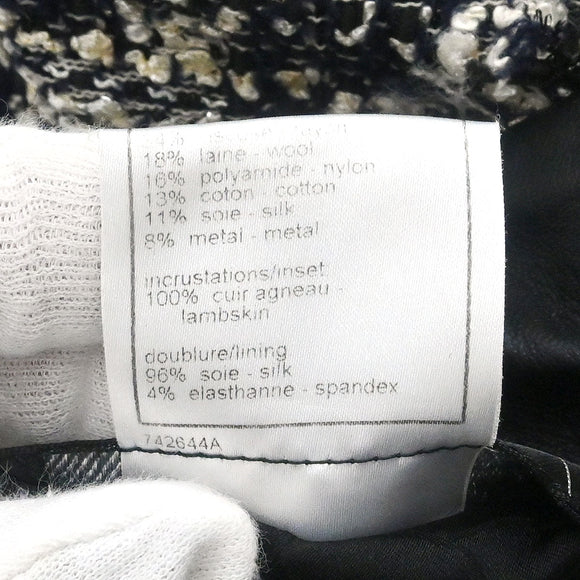 18% laine - wool
16% polyamide - nylon
13% coton - cotton
11% soie - silk
8% metal - metal
incrustations/inset
100% cuir agneau -
lambskin
doublure/lining
96% soie - silk
4% elasthanne - spandex
742644A